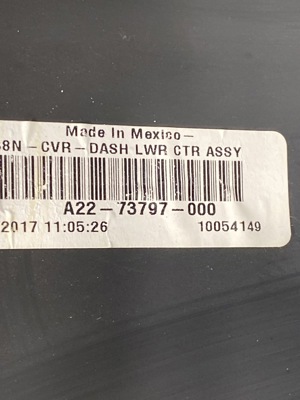 Made In Mexico-
8N-CVR-DASH LWR CTR ASSY
A22-73797-000
2017 11:05:26 10054149